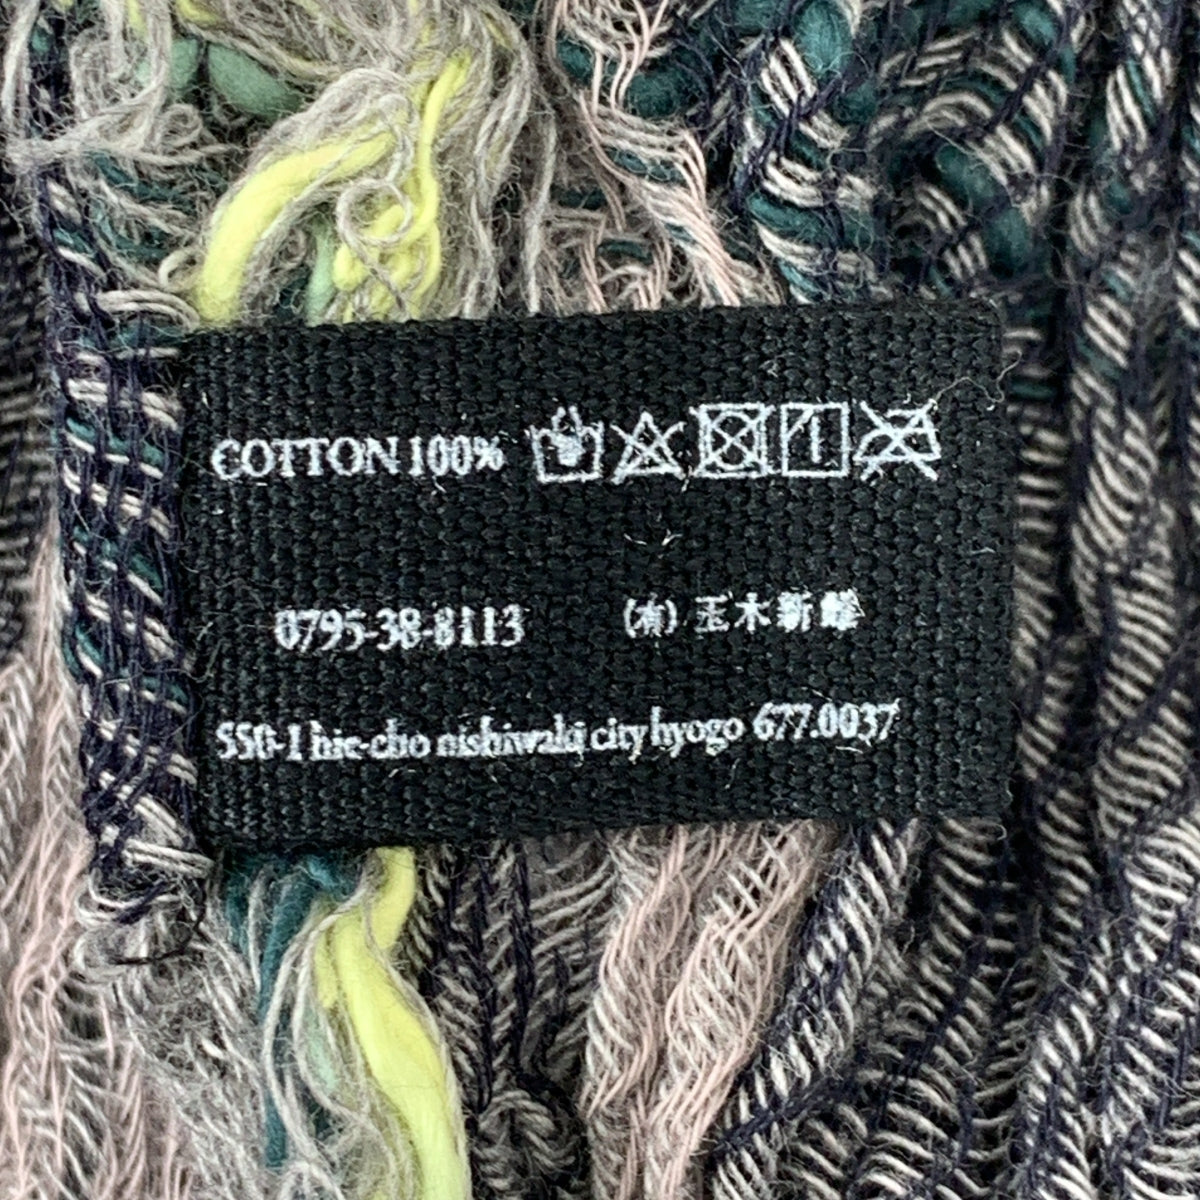 COTTON 100%
0795-38-8113 (有) 玉木新雌
550-1 hie-cho nishiwaki city hyogo 677.0037